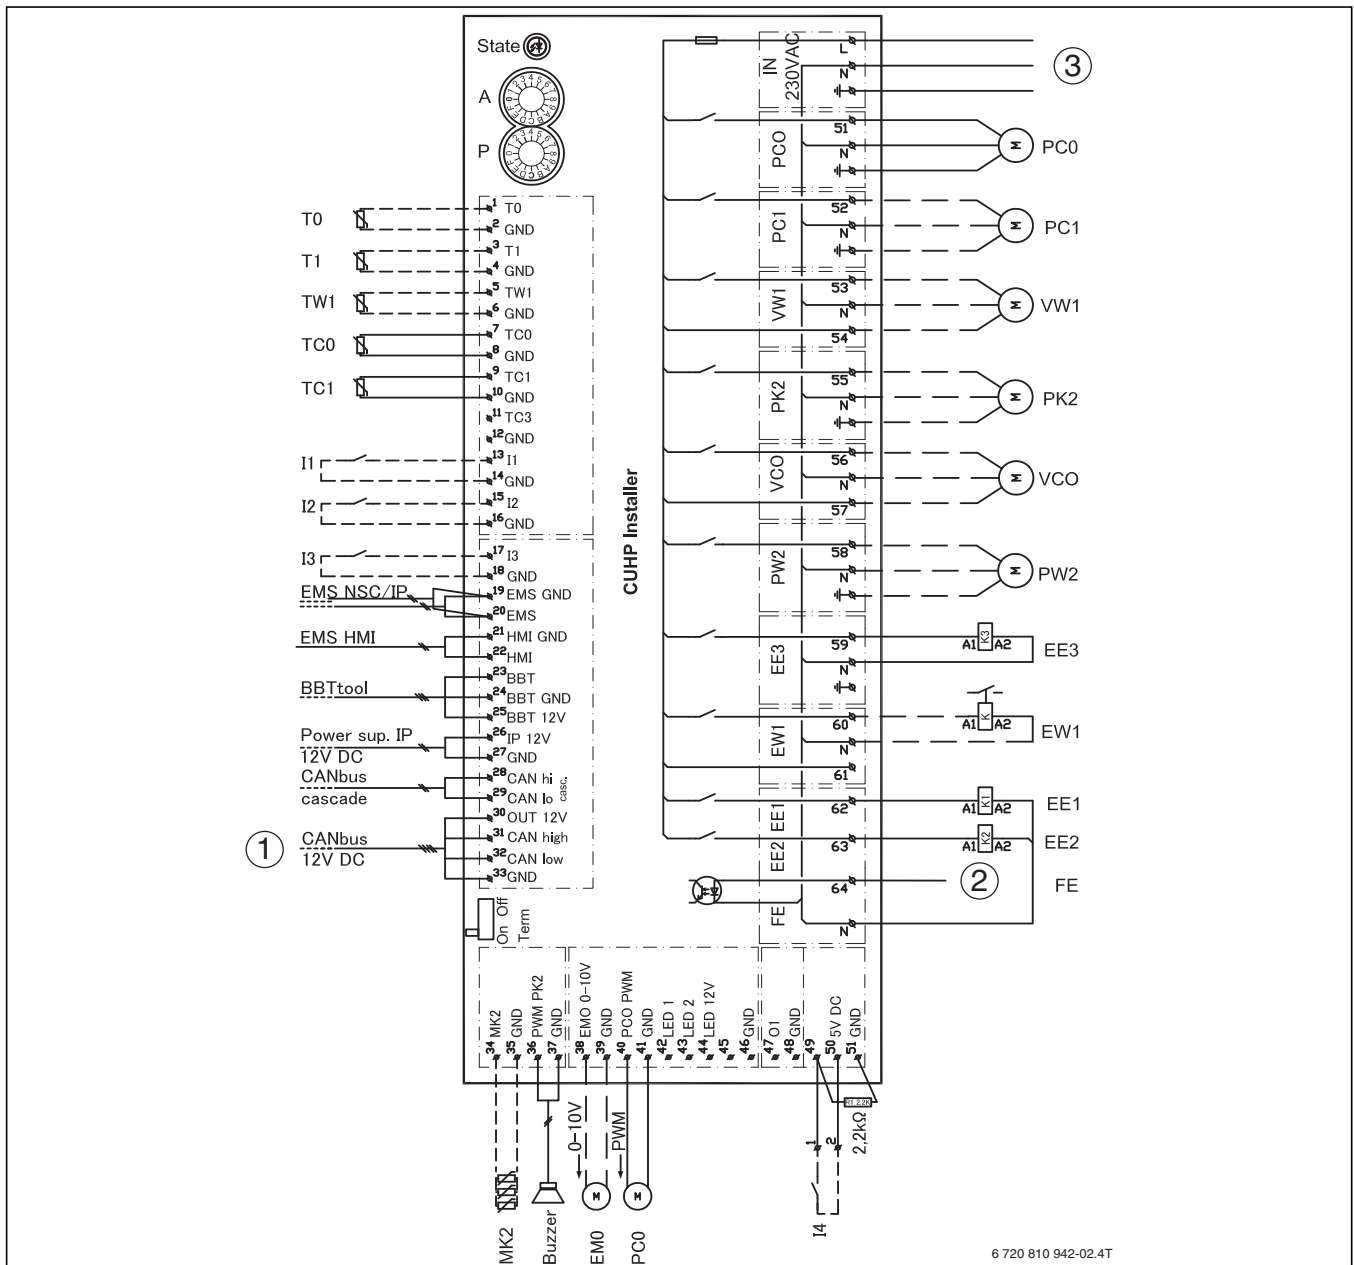 State
A
P
IN
230VAC
L
N
3
PC0
51
N
PC0
PC1
52
N
PC1
VW1
53
N
54
VW1
PK2
55
N
PK2
VC0
56
N
57
VC0
PW2
58
N
PW2
EE3
59
N
A1 K3 A2
EE3
EW1
60
N
61
A1 K A2
EW1
EE1
62
A1 K1 A2
EE1
EE2
63
A1 K2 A2
EE2
64
2
FE
FE
N
CUHP Installer
T0
1 T0
2 GND
T1
3 T1
4 GND
TW1
5 TW1
6 GND
TC0
7 TC0
8 GND
TC1
9 TC1
10 GND
11 TC3
12 GND
I1
13 I1
14 GND
I2
15 I2
16 GND
I3
17 I3
18 GND
EMS NSC/IP
19 EMS GND
20 EMS
EMS HMI
21 HMI GND
22 HMI
BBTtool
23 BBT
24 BBT GND
25 BBT 12V
Power sup. IP
12V DC
26 IP 12V
27 GND
CANbus
cascade
28 CAN hi
29 CAN lo
casc.
1
CANbus
12V DC
30 OUT 12V
31 CAN high
32 CAN low
33 GND
On Off
Term
34 MK2
35 GND
36 PWM PK2
37 GND
38 EM0 0-10V
39 GND
40 PC0 PWM
41 GND
42 LED 1
43 LED 2
44 LED 12V
45
46 GND
47 O1
48 GND
49
50 5V DC
51 GND
0-10V
PWM
R1 2.2K
2,2kΩ
1
2
MK2
Buzzer
M
EM0
M
PC0
I4
6 720 810 942-02.4T